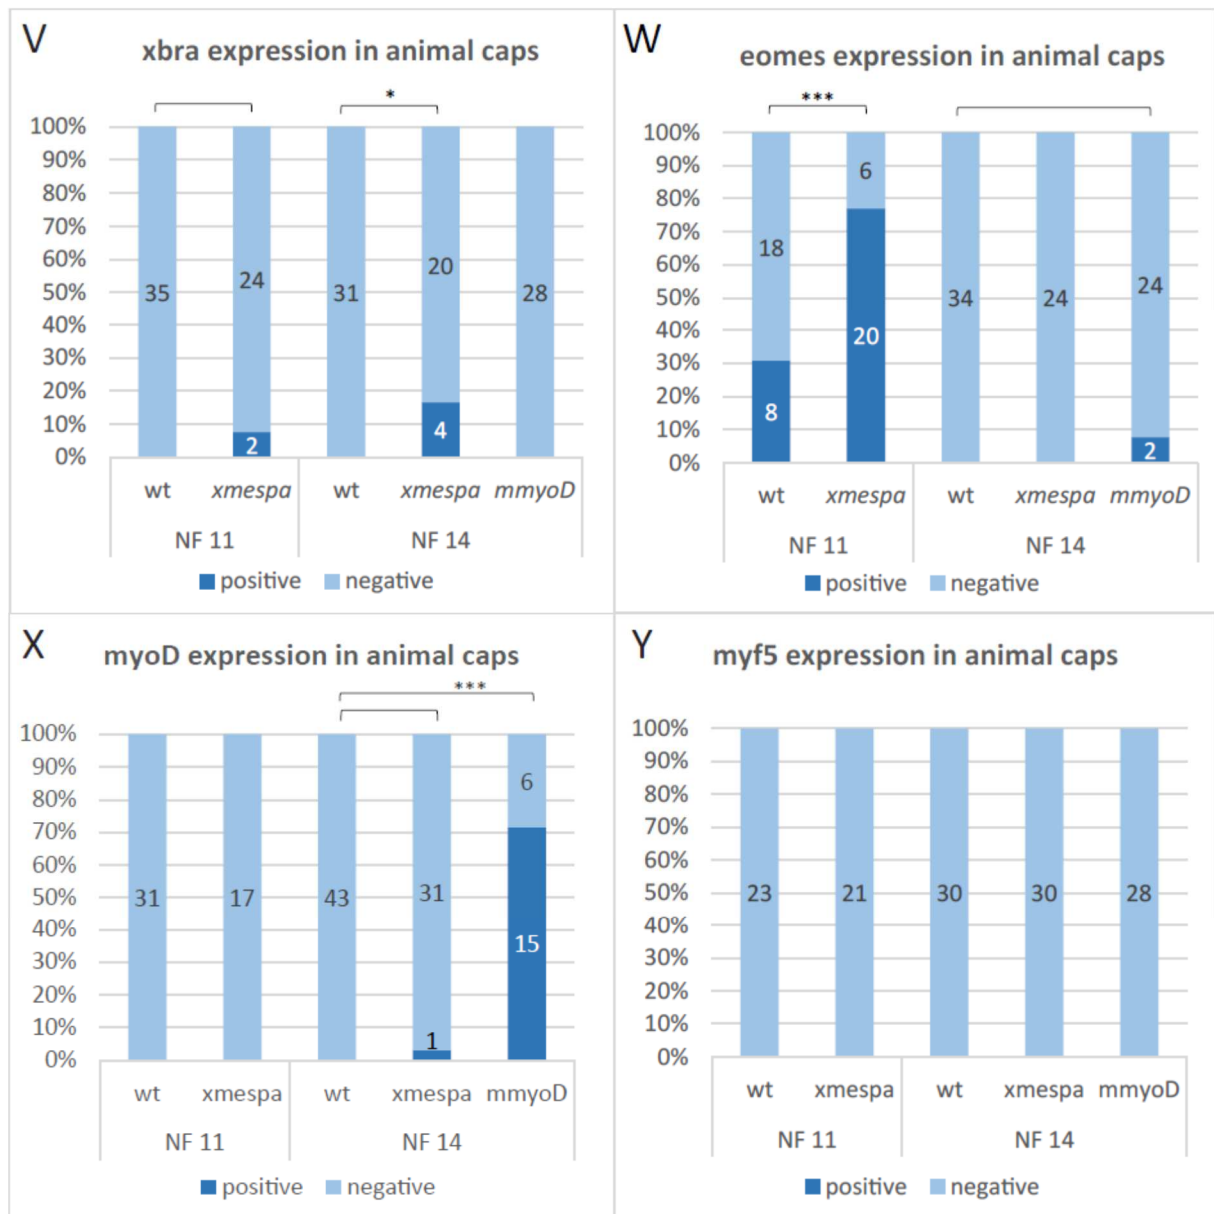 V
xbra expression in animal caps
*
100%
90%
80%
70%
60%
50%
40%
30%
20%
10%
0%
35
24
2
31
20
4
28
wt
xmespa
wt
xmespa
mmyoD
NF 11
NF 14
positive
negative
W
eomes expression in animal caps
***
100%
90%
80%
70%
60%
50%
40%
30%
20%
10%
0%
18
8
6
20
34
24
24
2
wt
xmespa
wt
xmespa
mmyoD
NF 11
NF 14
positive
negative
X
myoD expression in animal caps
***
100%
90%
80%
70%
60%
50%
40%
30%
20%
10%
0%
31
17
43
31
1
6
15
wt
xmespa
wt
xmespa
mmyoD
NF 11
NF 14
positive
negative
Y
myf5 expression in animal caps
100%
90%
80%
70%
60%
50%
40%
30%
20%
10%
0%
23
21
30
30
28
wt
xmespa
wt
xmespa
mmyoD
NF 11
NF 14
positive
negative